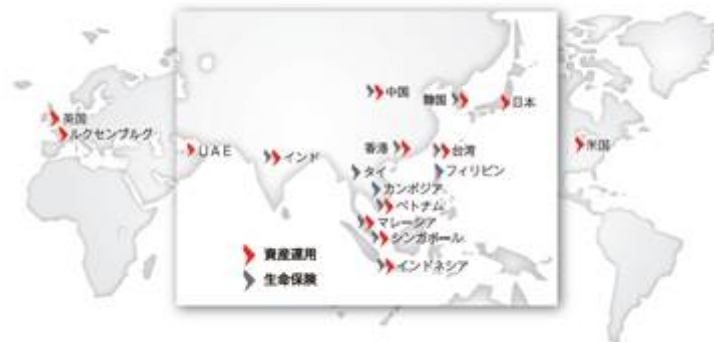 中国
韓国
日本
英国
ルクセンブルグ
UAE
インド
香港
台湾
米国
タイ
フィリピン
カンボジア
ベトナム
マレーシア
シンガポール
インドネシア
資産運用
生命保険